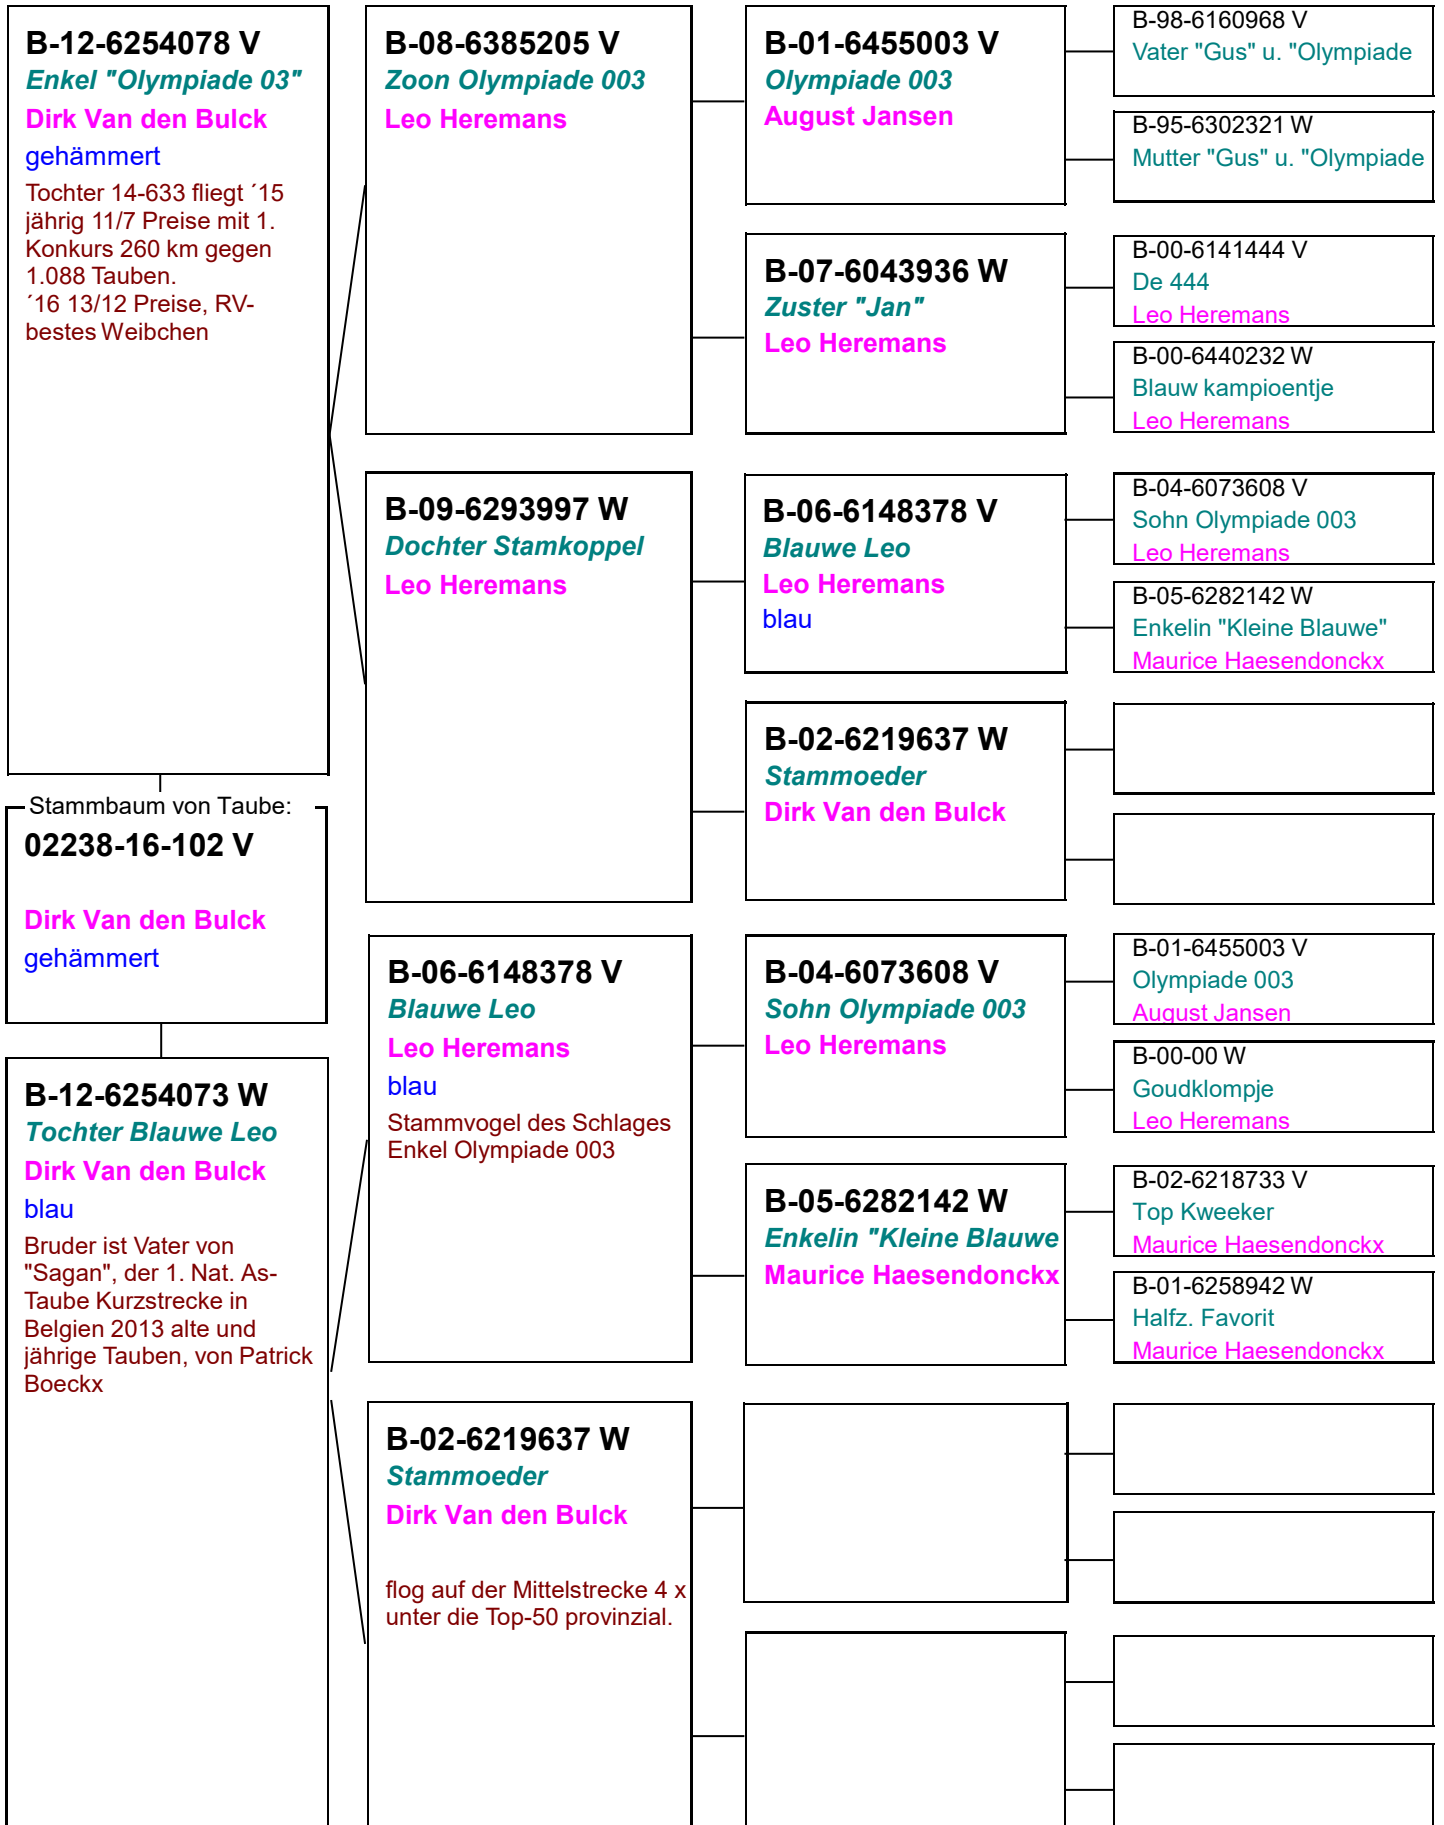 B-12-6254078 V
Enkel "Olympiade 03"
Dirk Van den Bulck
gehämmert
Tochter 14-633 fliegt ´15
jährig 11/7 Preise mit 1.
Konkurs 260 km gegen
1.088 Tauben.
´16 13/12 Preise, RV-
bestes Weibchen
Stammbaum von Taube:
02238-16-102 V
Dirk Van den Bulck
gehämmert
B-12-6254073 W
Tochter Blauwe Leo
Dirk Van den Bulck
blau
Bruder ist Vater von
"Sagan", der 1. Nat. As-
Taube Kurzstrecke in
Belgien 2013 alte und
jährige Tauben, von Patrick
Boeckx
B-08-6385205 V
Zoon Olympiade 003
Leo Heremans
B-09-6293997 W
Dochter Stamkoppel
Leo Heremans
B-06-6148378 V
Blauwe Leo
Leo Heremans
blau
Stammvogel des Schlages
Enkel Olympiade 003
B-02-6219637 W
Stammoeder
Dirk Van den Bulck
flog auf der Mittelstrecke 4 x
unter die Top-50 provinzial.
B-01-6455003 V
Olympiade 003
August Jansen
B-07-6043936 W
Zuster "Jan"
Leo Heremans
B-06-6148378 V
Blauwe Leo
Leo Heremans
blau
B-02-6219637 W
Stammoeder
Dirk Van den Bulck
B-04-6073608 V
Sohn Olympiade 003
Leo Heremans
B-05-6282142 W
Enkelin "Kleine Blauwe
Maurice Haesendonckx
B-98-6160968 V
Vater "Gus" u. "Olympiade
B-95-6302321 W
Mutter "Gus" u. "Olympiade
B-00-6141444 V
De 444
Leo Heremans
B-00-6440232 W
Blauw kampioentje
Leo Heremans
B-04-6073608 V
Sohn Olympiade 003
Leo Heremans
B-05-6282142 W
Enkelin "Kleine Blauwe"
Maurice Haesendonckx
B-01-6455003 V
Olympiade 003
August Jansen
B-00-00 W
Goudklompje
Leo Heremans
B-02-6218733 V
Top Kweeker
Maurice Haesendonckx
B-01-6258942 W
Halfz. Favorit
Maurice Haesendonckx